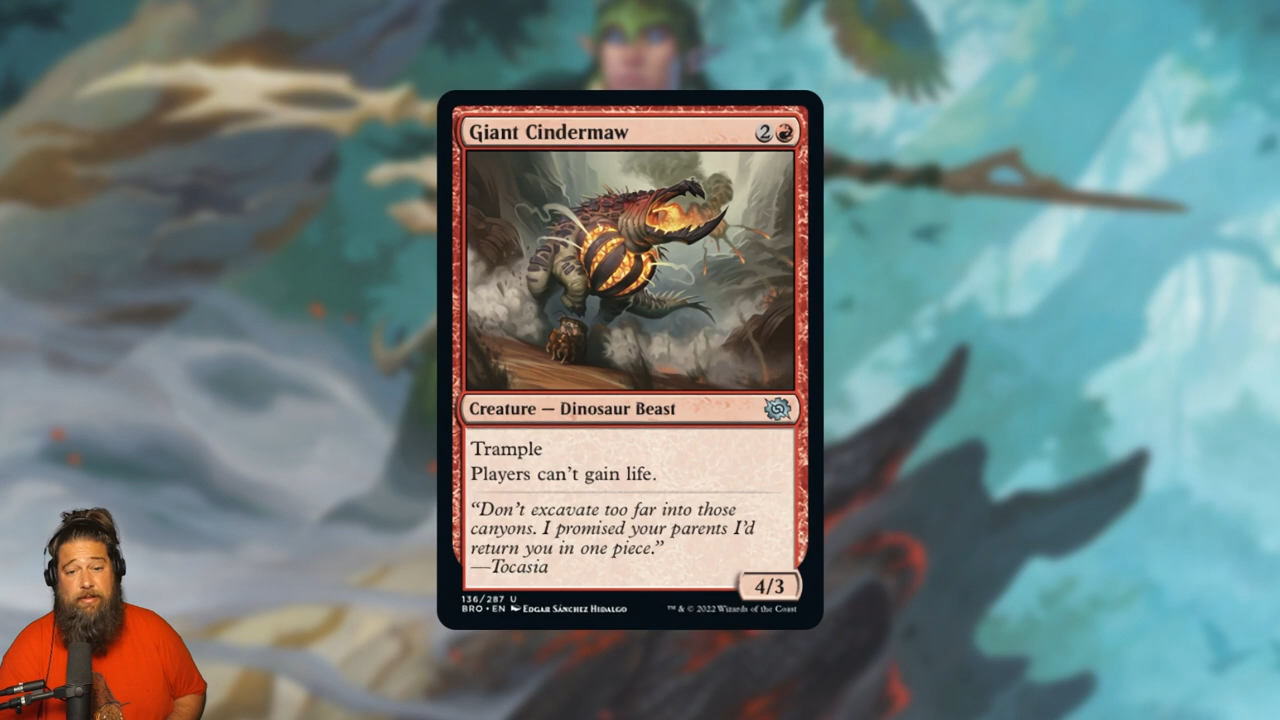 Giant Cindermaw
2
Creature — Dinosaur Beast
Trample
Players can't gain life.
“Don't excavate too far into those
canyons. I promised your parents I'd
return you in one piece.”
—Tocasia
4/3
136/287 U
BRO • EN EDGAR SÁNCHEZ HIDALGO
™ & © 2022 Wizards of the Coast